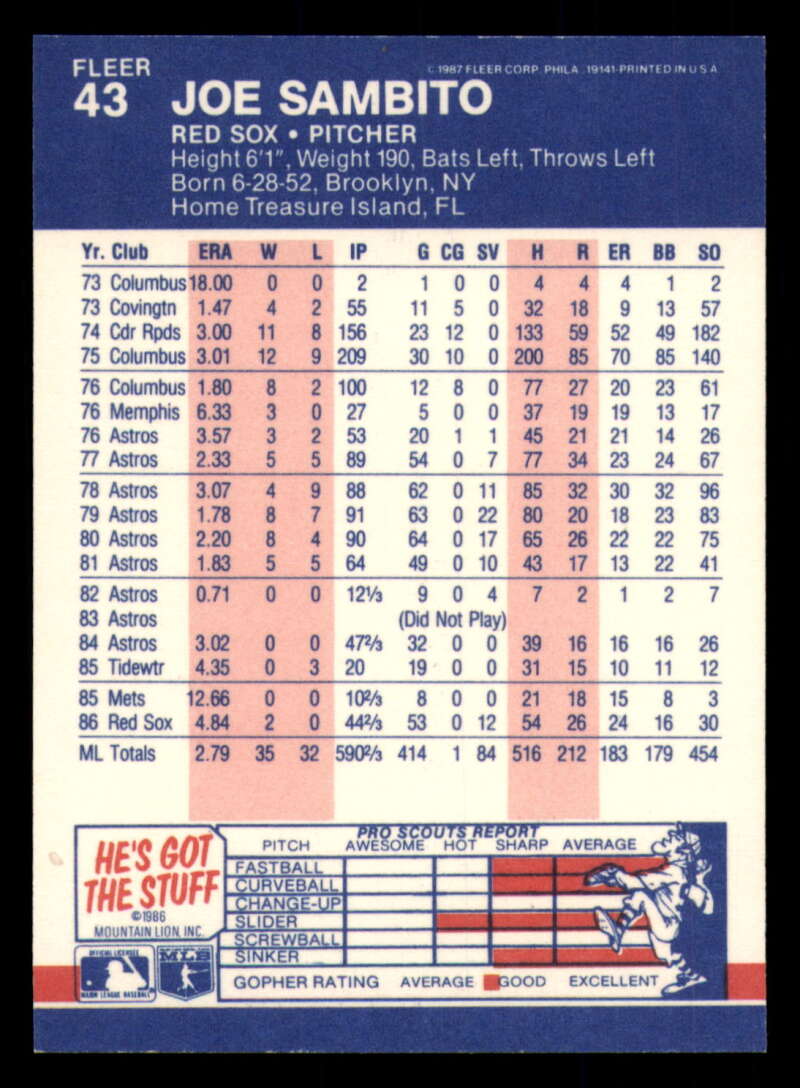 FLEER
43
JOE SAMBITO
© 1987 FLEER CORP. PHILA. 19141-PRINTED IN U S A
RED SOX • PITCHER
Height 6'1", Weight 190, Bats Left, Throws Left
Born 6-28-52, Brooklyn, NY
Home Treasure Island, FL
Yr. Club ERA W L IP G CG SV H R ER BB SO
73 Columbus 18.00 0 0 2 1 0 0 4 4 4 1 2
73 Covingtn 1.47 4 2 55 11 5 0 32 18 9 13 57
74 Cdr Rpds 3.00 11 8 156 23 12 0 133 59 52 49 182
75 Columbus 3.01 12 9 209 30 10 0 200 85 70 85 140
76 Columbus 1.80 8 2 100 12 8 0 77 27 20 23 61
76 Memphis 6.33 3 0 27 5 0 0 37 19 19 13 17
76 Astros 3.57 3 2 53 20 1 1 45 21 21 14 26
77 Astros 2.33 5 5 89 54 0 7 77 34 23 24 67
78 Astros 3.07 4 9 88 62 0 11 85 32 30 32 96
79 Astros 1.78 8 7 91 63 0 22 80 20 18 23 83
80 Astros 2.20 8 4 90 64 0 17 65 26 22 22 75
81 Astros 1.83 5 5 64 49 0 10 43 17 13 22 41
82 Astros 0.71 0 0 12⅓ 9 0 4 7 2 1 2 7
83 Astros (Did Not Play)
84 Astros 3.02 0 0 47⅔ 32 0 0 39 16 16 16 26
85 Tidewtr 4.35 0 3 20 19 0 0 31 15 10 11 12
85 Mets 12.66 0 0 10⅔ 8 0 0 21 18 15 8 3
86 Red Sox 4.84 2 0 44⅔ 53 0 12 54 26 24 16 30
ML Totals 2.79 35 32 590⅔ 414 1 84 516 212 183 179 454
HE'S GOT
THE STUFF
©1986
MOUNTAIN LION, INC.
OFFICIAL LICENSEE
MAJOR LEAGUE BASEBALL
MLB
PRO SCOUTS REPORT
PITCH AWESOME HOT SHARP AVERAGE
FASTBALL
CURVEBALL
CHANGE-UP
SLIDER
SCREWBALL
SINKER
GOPHER RATING AVERAGE GOOD EXCELLENT